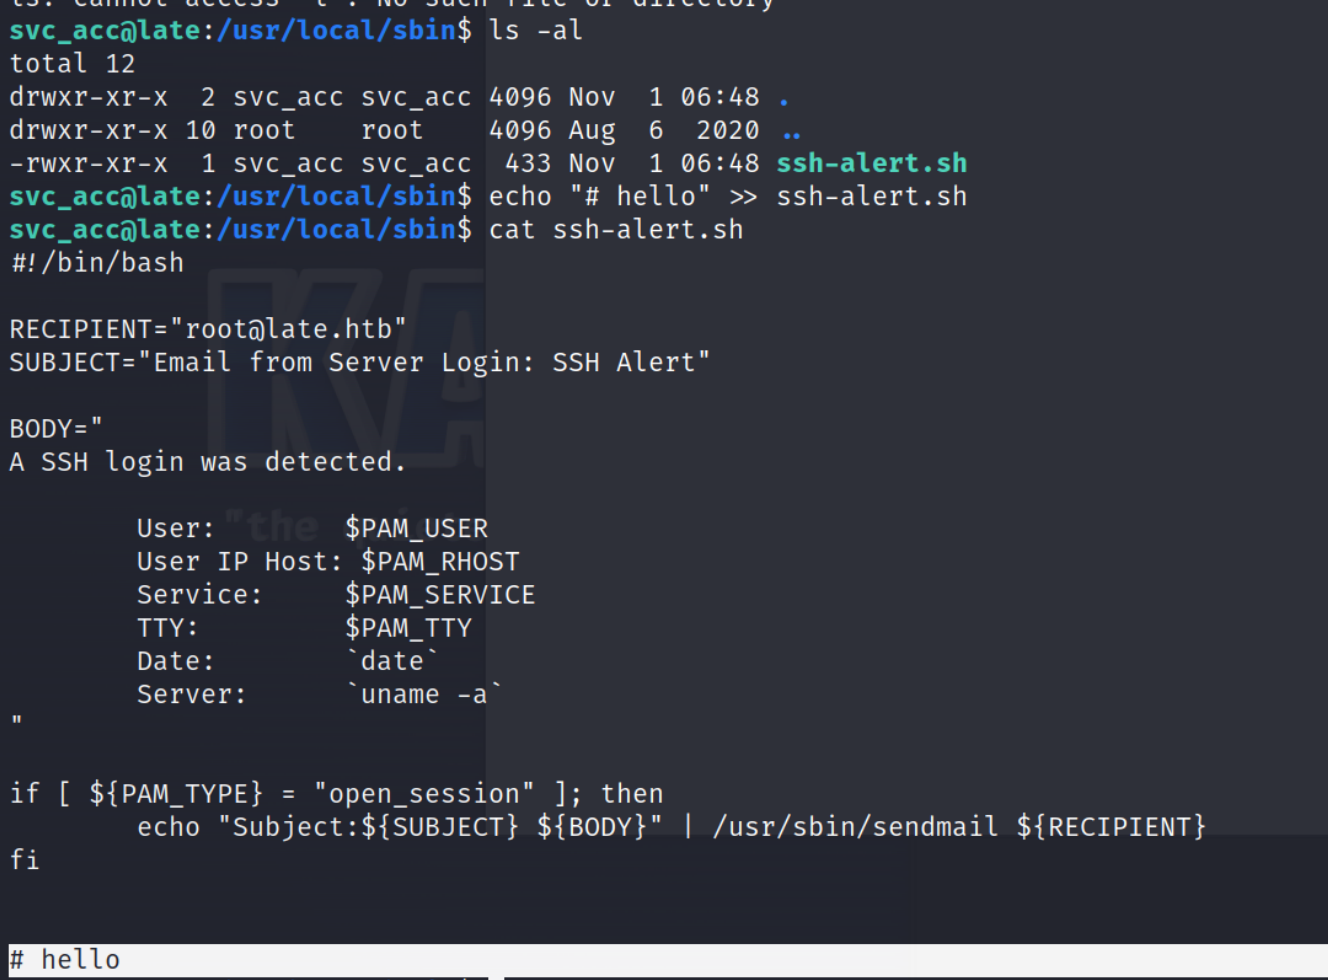 ls: cannot access 'l': No such file or directory
svc_acc@late:/usr/local/sbin$ ls -al
total 12
drwxr-xr-x  2 svc_acc svc_acc 4096 Nov  1 06:48 .
drwxr-xr-x 10 root    root    4096 Aug  6  2020 ..
-rwxr-xr-x  1 svc_acc svc_acc  433 Nov  1 06:48 ssh-alert.sh
svc_acc@late:/usr/local/sbin$ echo "# hello" >> ssh-alert.sh
svc_acc@late:/usr/local/sbin$ cat ssh-alert.sh
#!/bin/bash

RECIPIENT="root@late.htb"
SUBJECT="Email from Server Login: SSH Alert"

BODY="
A SSH login was detected.

        User:        $PAM_USER
        User IP Host: $PAM_RHOST
        Service:     $PAM_SERVICE
        TTY:         $PAM_TTY
        Date:        `date`
        Server:      `uname -a`
"

if [ ${PAM_TYPE} = "open_session" ]; then
        echo "Subject:${SUBJECT} ${BODY}" | /usr/sbin/sendmail ${RECIPIENT}
fi


# hello